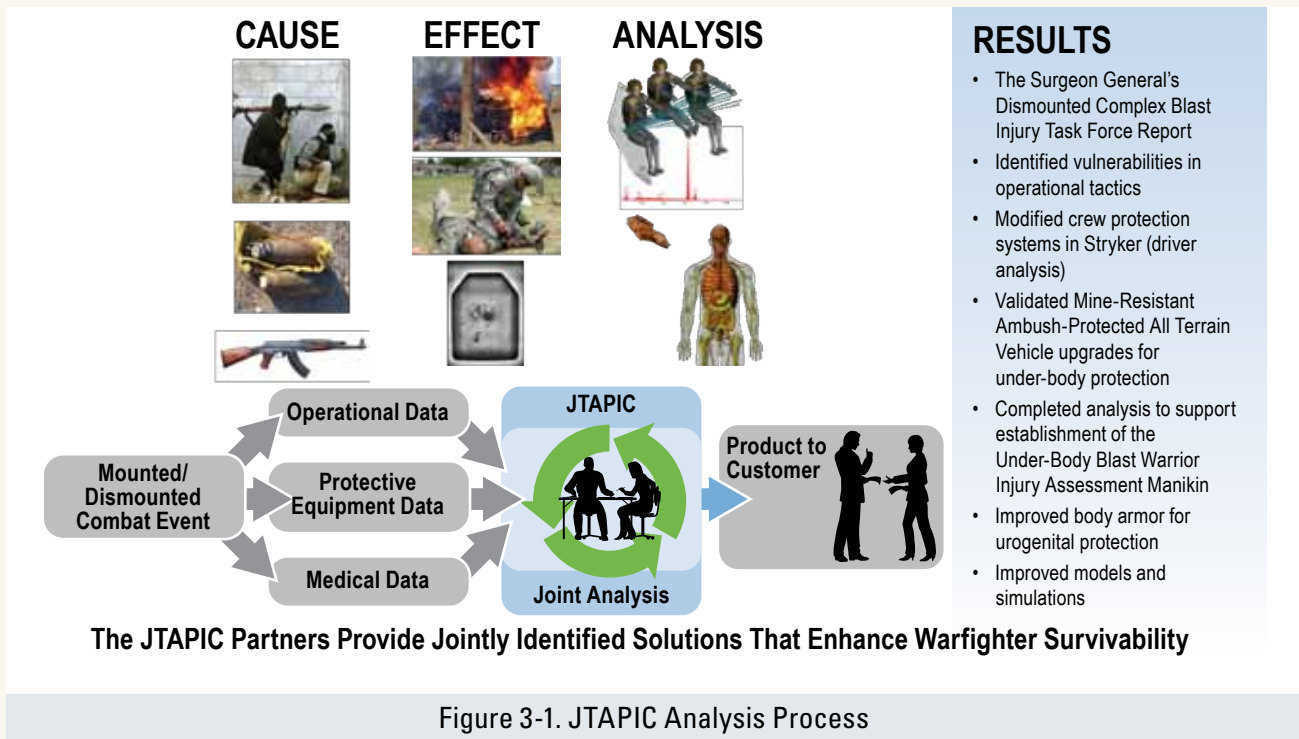 CAUSE
EFFECT
ANALYSIS
Operational Data
Mounted/
Dismounted
Combat Event
Protective
Equipment Data
Medical Data
JTAPIC
Joint Analysis
Product to
Customer
RESULTS
• The Surgeon General’s
Dismounted Complex Blast
Injury Task Force Report
• Identified vulnerabilities in
operational tactics
• Modified crew protection
systems in Stryker (driver
analysis)
• Validated Mine-Resistant
Ambush-Protected All Terrain
Vehicle upgrades for
under-body protection
• Completed analysis to support
establishment of the
Under-Body Blast Warrior
Injury Assessment Manikin
• Improved body armor for
urogenital protection
• Improved models and
simulations
The JTAPIC Partners Provide Jointly Identified Solutions That Enhance Warfighter Survivability
Figure 3-1. JTAPIC Analysis Process